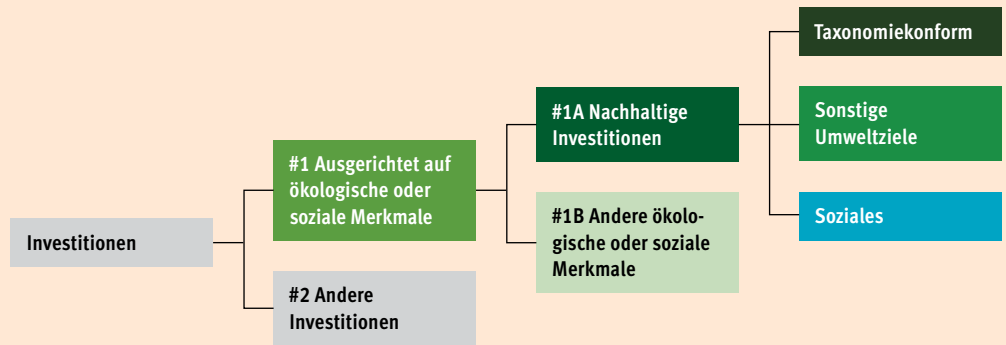 Investitionen
#1 Ausgerichtet auf
ökologische oder
soziale Merkmale
#2 Andere
Investitionen
#1A Nachhaltige
Investitionen
#1B Andere ökolo-
gische oder soziale
Merkmale
Taxonomiekonform
Sonstige
Umweltziele
Soziales